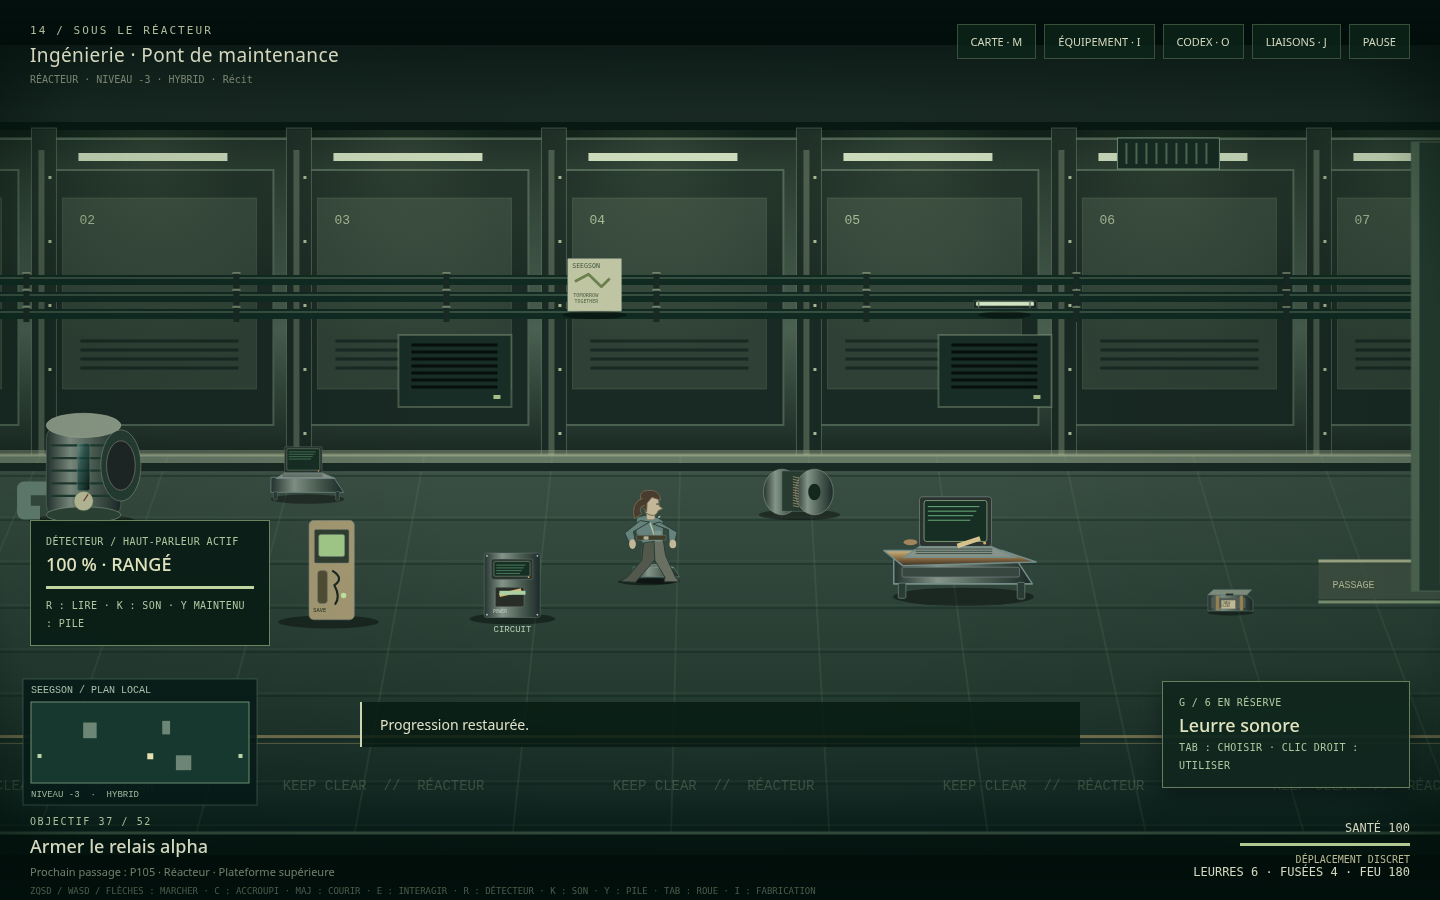 14 / SOUS LE RÉACTEUR
Ingénierie · Pont de maintenance
RÉACTEUR · NIVEAU -3 · HYBRID · Récit
CARTE · M
ÉQUIPEMENT · I
CODEX · O
LIAISONS · J
PAUSE
02
03
04
05
06
07
SEEGSON
TOMORROW
TOGETHER
DÉTECTEUR / HAUT-PARLEUR ACTIF
100 % · RANGÉ
R : LIRE · K : SON · Y MAINTENU
: PILE
SAVE
POWER
CIRCUIT
PASSAGE
SEEGSON / PLAN LOCAL
NIVEAU -3 · HYBRID
Progression restaurée.
G / 6 EN RÉSERVE
Leurre sonore
TAB : CHOISIR · CLIC DROIT :
UTILISER
KEEP CLEAR // RÉACTEUR
KEEP CLEAR // RÉACTEUR
KEEP CLEAR // RÉACTEUR
OBJECTIF 37 / 52
Armer le relais alpha
Prochain passage : P105 · Réacteur · Plateforme supérieure
ZQSD / WASD / FLÈCHES : MARCHER · C : ACCROUPI · MAJ : COURIR · E : INTERAGIR · R : DÉTECTEUR · K : SON · Y : PILE · TAB : ROUE · I : FABRICATION
SANTÉ 100
DÉPLACEMENT DISCRET
LEURRES 6 · FUSÉES 4 · FEU 180